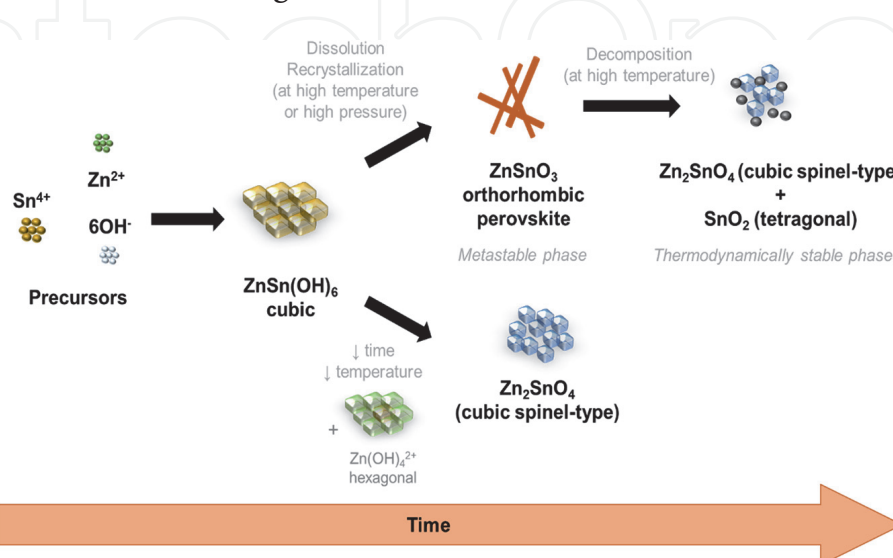 Dissolution
Recrystallization
(at high temperature
or high pressure)
Decomposition
(at high temperature)
Sn⁴⁺
Zn²⁺
6OH⁻
Precursors
ZnSn(OH)₆
cubic
ZnSnO₃
orthorhombic
perovskite
Metastable phase
Zn₂SnO₄ (cubic spinel-type
+
SnO₂ (tetragonal)
Thermodynamically stable phase
↓ time
↓ temperature
+
Zn(OH)₄²⁺
hexagonal
Zn₂SnO₄
(cubic spinel-type)
Time